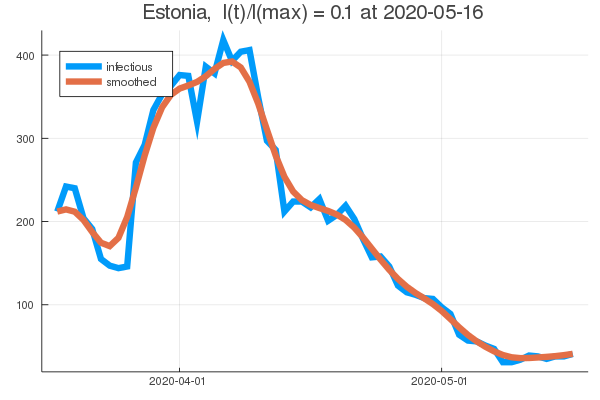 Estonia, I(t)/I(max) = 0.1 at 2020-05-16
infectious
smoothed
400
300
200
100
2020-04-01
2020-05-01